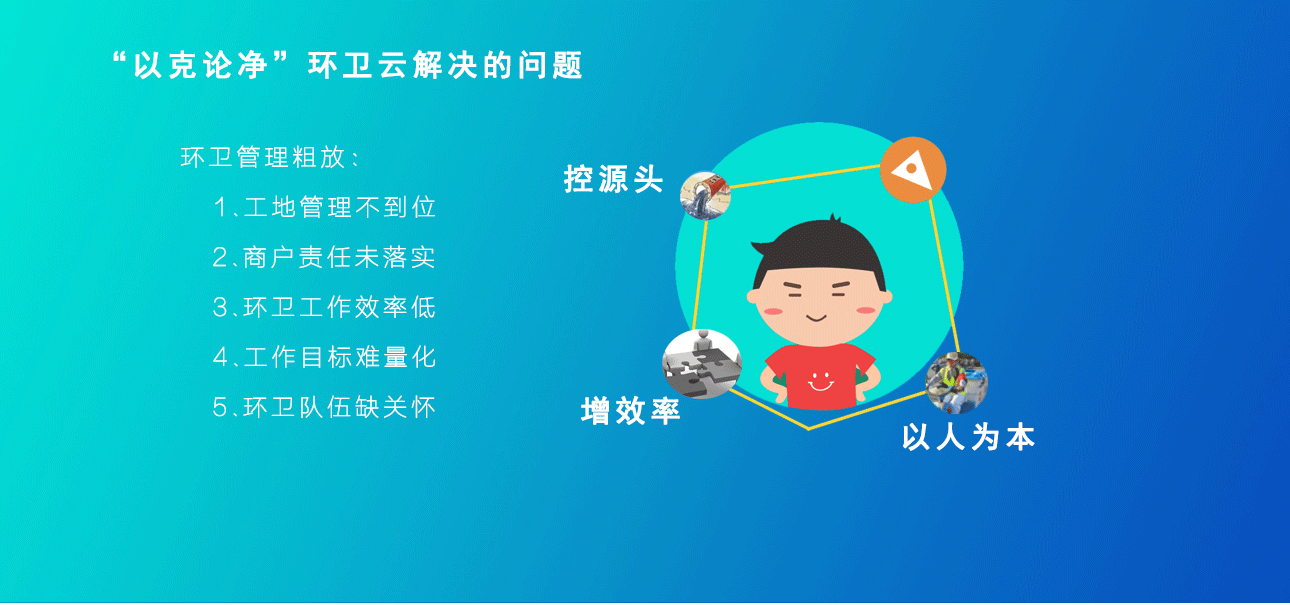 “以克论净”环卫云解决的问题
环卫管理粗放：
1、工地管理不到位
2、商户责任未落实
3、环卫工作效率低
4、工作目标难量化
5、环卫队伍缺关怀
控源头
增效率
以人为本